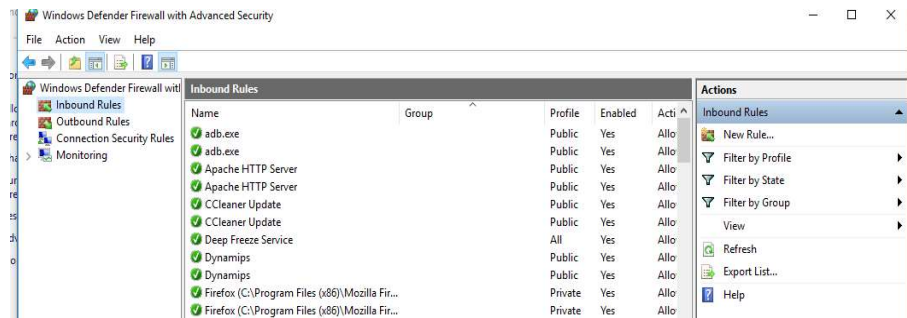 Windows Defender Firewall with Advanced Security
File Action View Help
Windows Defender Firewall witl
Inbound Rules
Outbound Rules
Connection Security Rules
Monitoring
Inbound Rules
Name Group Profile Enabled Acti
adb.exe Public Yes Allo
adb.exe Public Yes Allo
Apache HTTP Server Public Yes Allo
Apache HTTP Server Public Yes Allo
CCleaner Update Public Yes Allo
CCleaner Update Public Yes Allo
Deep Freeze Service All Yes Allo
Dynamips Public Yes Allo
Dynamips Public Yes Allo
Firefox (C:\Program Files (x86)\Mozilla Fir... Private Yes Allo
Firefox (C:\Program Files (x86)\Mozilla Fir... Private Yes Allo
Actions
Inbound Rules
New Rule...
Filter by Profile
Filter by State
Filter by Group
View
Refresh
Export List...
Help